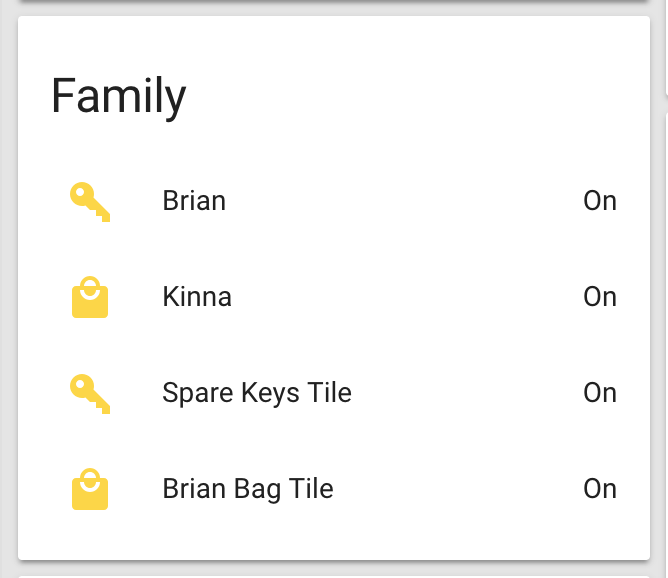 Family
Brian On
Kinna On
Spare Keys Tile On
Brian Bag Tile On